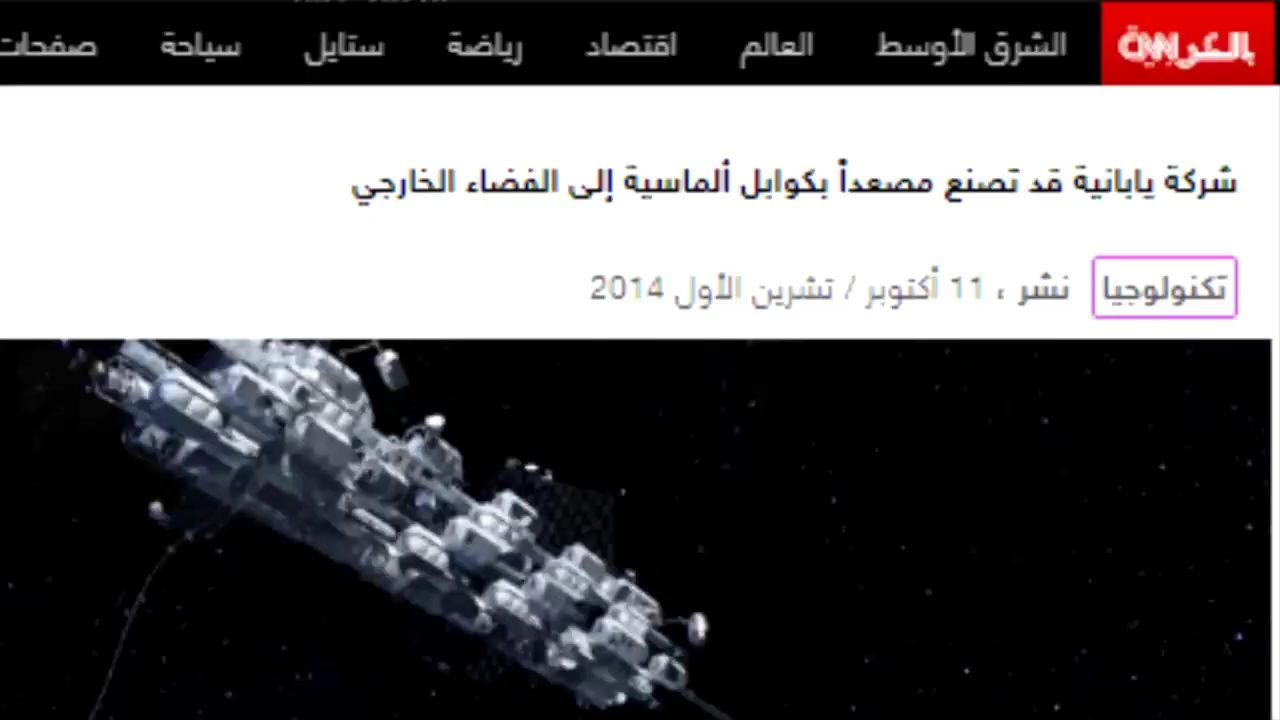 CNN بالعربية الشرق الأوسط العالم اقتصاد رياضة ستايل سياحة صفحات
شركة يابانية قد تصنع مصعداً بكوابل ألماسية إلى الفضاء الخارجي
تكنولوجيا نشر ، 11 أكتوبر / تشرين الأول 2014